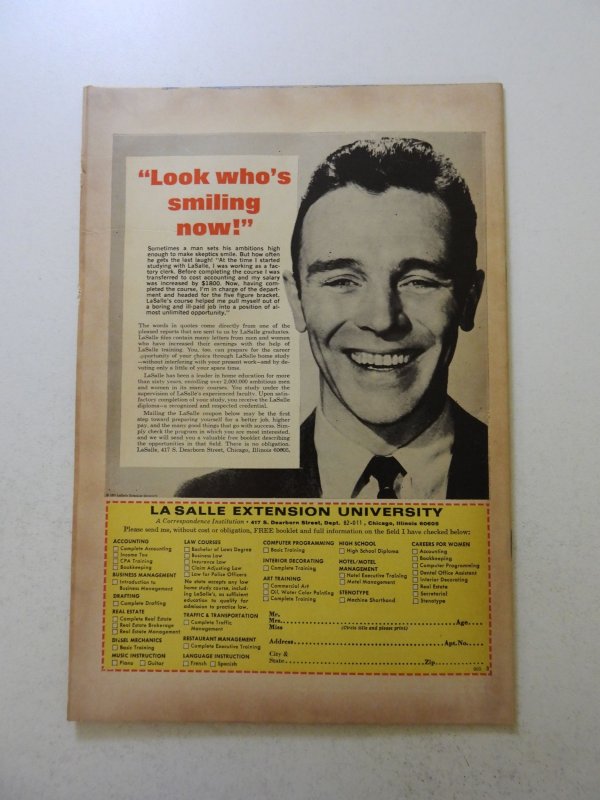 “Look who’s
smiling
now!”
Sometimes a man sets his ambitions high
enough to make skeptics smile. But how often
he gets the last laugh! “At the time I started
studying with LaSalle, I was working as a fac-
tory clerk. Before completing the course I was
transferred to cost accounting and my salary
was increased by $1800. Now, having com-
pleted the course, I’m in charge of the depart-
ment and headed for the five figure bracket.
LaSalle’s course helped me pull myself out of
a boring and ill-paid job into a position of al-
most unlimited opportunity.”
The words in quotes come directly from one of the
pleased reports that are sent to us by LaSalle graduates.
LaSalle files contain many letters from men and women
who have increased their earnings with the help of
LaSalle training. You, too, can prepare for the career
opportunity of your choice through LaSalle home study
—without interfering with your present work—and by de-
voting only a little of your spare time.
LaSalle has been a leader in home education for more
than sixty years, enrolling over 2,000,000 ambitious men
and women in its many courses. You study under the
supervision of LaSalle’s experienced faculty. Upon satis-
factory completion of your study, you receive the LaSalle
diploma—a recognized and respected credential.
Mailing the LaSalle coupon below may be the first
step toward preparing yourself for a better job, higher
pay, and the many good things that go with success. Sim-
ply check the program in which you are most interested,
and we will send you a valuable free booklet describing
the opportunities in that field. There is no obligation.
LaSalle, 417 S. Dearborn Street, Chicago, Illinois 60605.
LA SALLE EXTENSION UNIVERSITY
A Correspondence Institution • 417 S. Dearborn Street, Dept. 82-011, Chicago, Illinois 60605
Please send me, without cost or obligation, FREE booklet and full information on the field I have checked below:
ACCOUNTING
Complete Accounting
Income Tax
CPA Training
Bookkeeping
BUSINESS MANAGEMENT
Introduction to
Business Management
DRAFTING
Complete Drafting
REAL ESTATE
Complete Real Estate
Real Estate Brokerage
Real Estate Management
DIESEL MECHANICS
Basic Training
MUSIC INSTRUCTION
Piano Guitar
LAW COURSES
Bachelor of Laws Degree
Business Law
Insurance Law
Claim Adjusting Law
Law for Police Officers
No state accepts any law
home study course, includ-
ing LaSalle’s, as sufficient
education to qualify for
admission to practice law.
TRAFFIC & TRANSPORTATION
Complete Traffic
Management
RESTAURANT MANAGEMENT
Complete Executive Training
LANGUAGE INSTRUCTION
French Spanish
COMPUTER PROGRAMMING
Basic Training
INTERIOR DECORATING
Complete Training
ART TRAINING
Commercial Art
Oil, Water Color Painting
Complete Training
HIGH SCHOOL
High School Diploma
HOTEL/MOTEL
MANAGEMENT
Hotel Executive Training
Motel Management
STENOTYPE
Machine Shorthand
CAREERS FOR WOMEN
Accounting
Bookkeeping
Computer Programming
Dental Office Assistant
Interior Decorating
Real Estate
Secretarial
Stenotype
Mr.
Mrs.
Miss
(Circle title and please print)
Age
Address
Apt. No.
City &
State
Zip